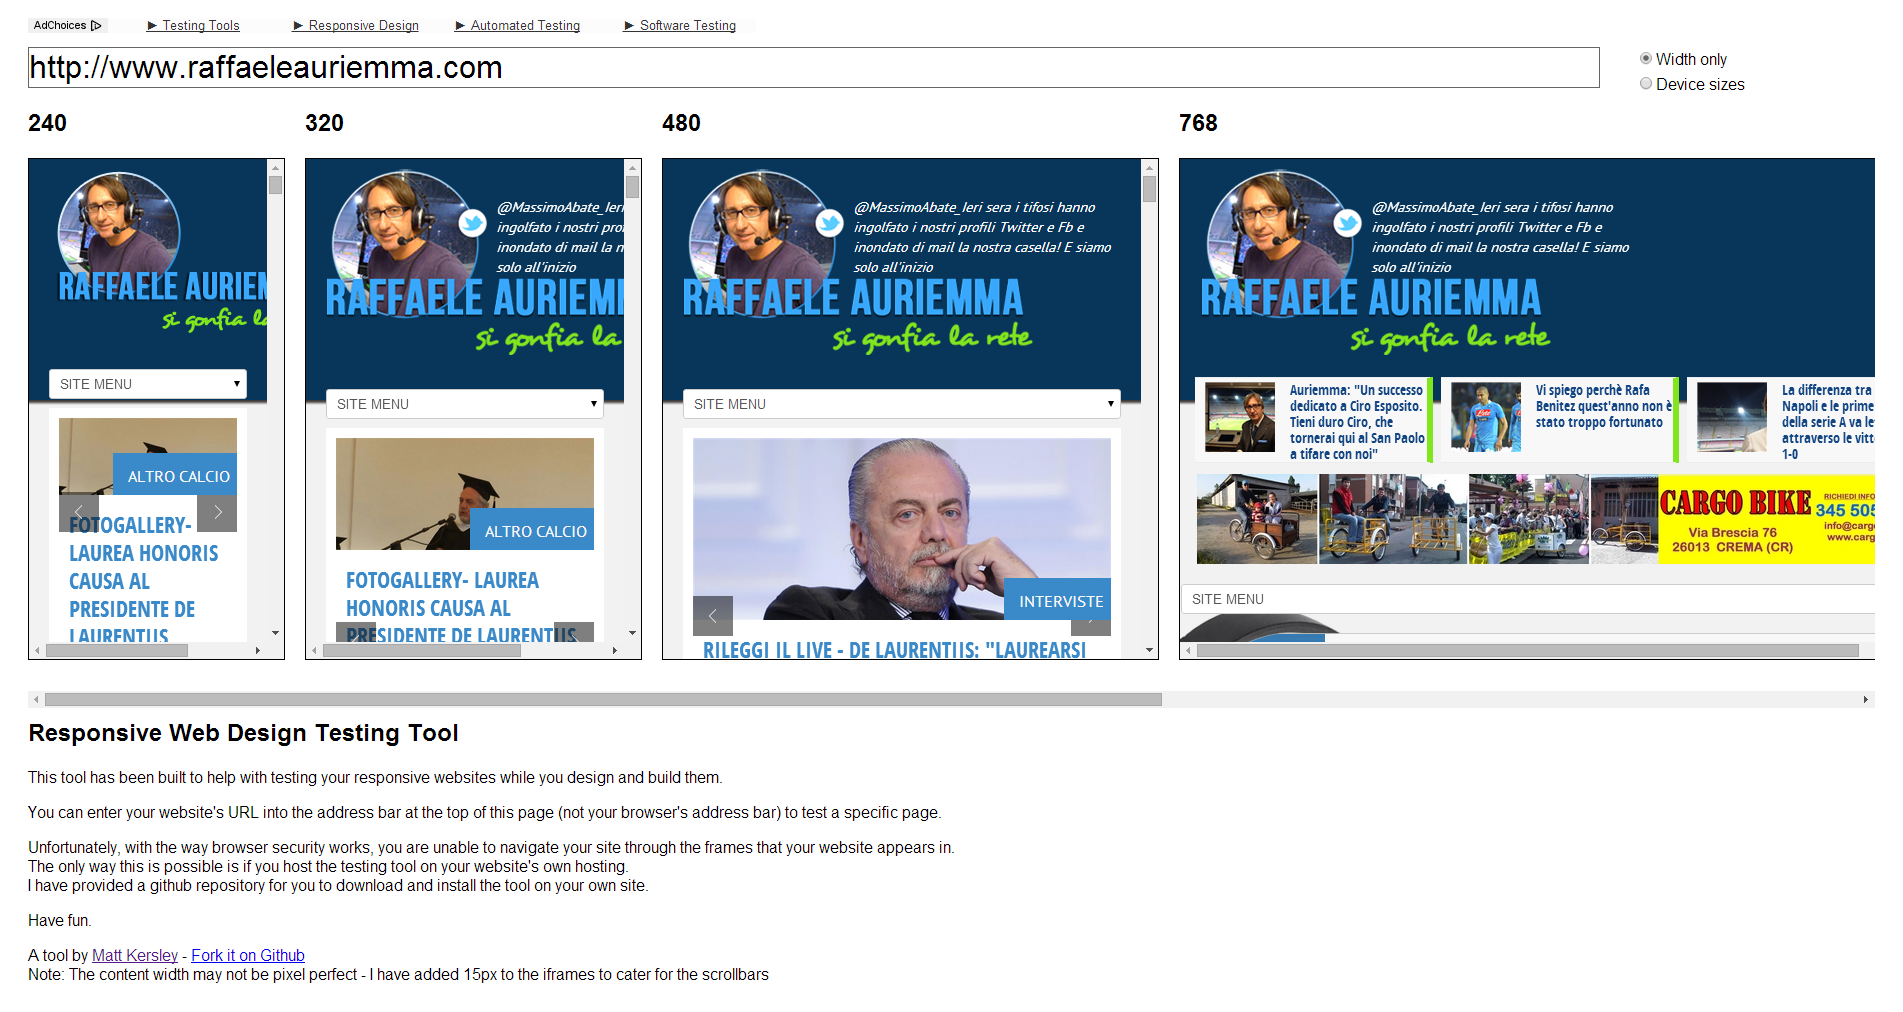 AdChoices
► Testing Tools
► Responsive Design
► Automated Testing
► Software Testing
http://www.raffaeleauriemma.com
Width only
Device sizes
240
RAFFAELE AURIEM
si gonfia la
SITE MENU
ALTRO CALCIO
FOTOGALLERY-
LAUREA HONORIS
CAUSA AL
PRESIDENTE DE
LAURENTIIS
320
@MassimoAbate_Ieri
ingolfato i nostri prof
inondato di mail la n
solo all'inizio
RAFFAELE AURIEMM
si gonfia la
SITE MENU
ALTRO CALCIO
FOTOGALLERY- LAUREA
HONORIS CAUSA AL
PRESIDENTE DE LAURENTIIS
480
@MassimoAbate_Ieri sera i tifosi hanno
ingolfato i nostri profili Twitter e Fb e
inondato di mail la nostra casella! E siamo
solo all'inizio
RAFFAELE AURIEMMA
si gonfia la rete
SITE MENU
INTERVISTE
RILEGGI IL LIVE - DE LAURENTIIS: "LAUREARSI
768
@MassimoAbate_Ieri sera i tifosi hanno
ingolfato i nostri profili Twitter e Fb e
inondato di mail la nostra casella! E siamo
solo all'inizio
RAFFAELE AURIEMMA
si gonfia la rete
Auriemma: "Un successo
dedicato a Ciro Esposito.
Tieni duro Ciro, che
tornerai qui al San Paolo
a tifare con noi"
Vi spiego perchè Rafa
Benitez quest'anno non è
stato troppo fortunato
La differenza tra
Napoli e le prime
della serie A va le
attraverso le vitt
1-0
CARGO BIKE
Via Brescia 76
26013 CREMA (CR)
RICHIEDI INFO
345 505
info@carg
www.carg
SITE MENU
Responsive Web Design Testing Tool
This tool has been built to help with testing your responsive websites while you design and build them.
You can enter your website's URL into the address bar at the top of this page (not your browser's address bar) to test a specific page.
Unfortunately, with the way browser security works, you are unable to navigate your site through the frames that your website appears in.
The only way this is possible is if you host the testing tool on your website's own hosting.
I have provided a github repository for you to download and install the tool on your own site.
Have fun.
A tool by Matt Kersley - Fork it on Github
Note: The content width may not be pixel perfect - I have added 15px to the iframes to cater for the scrollbars